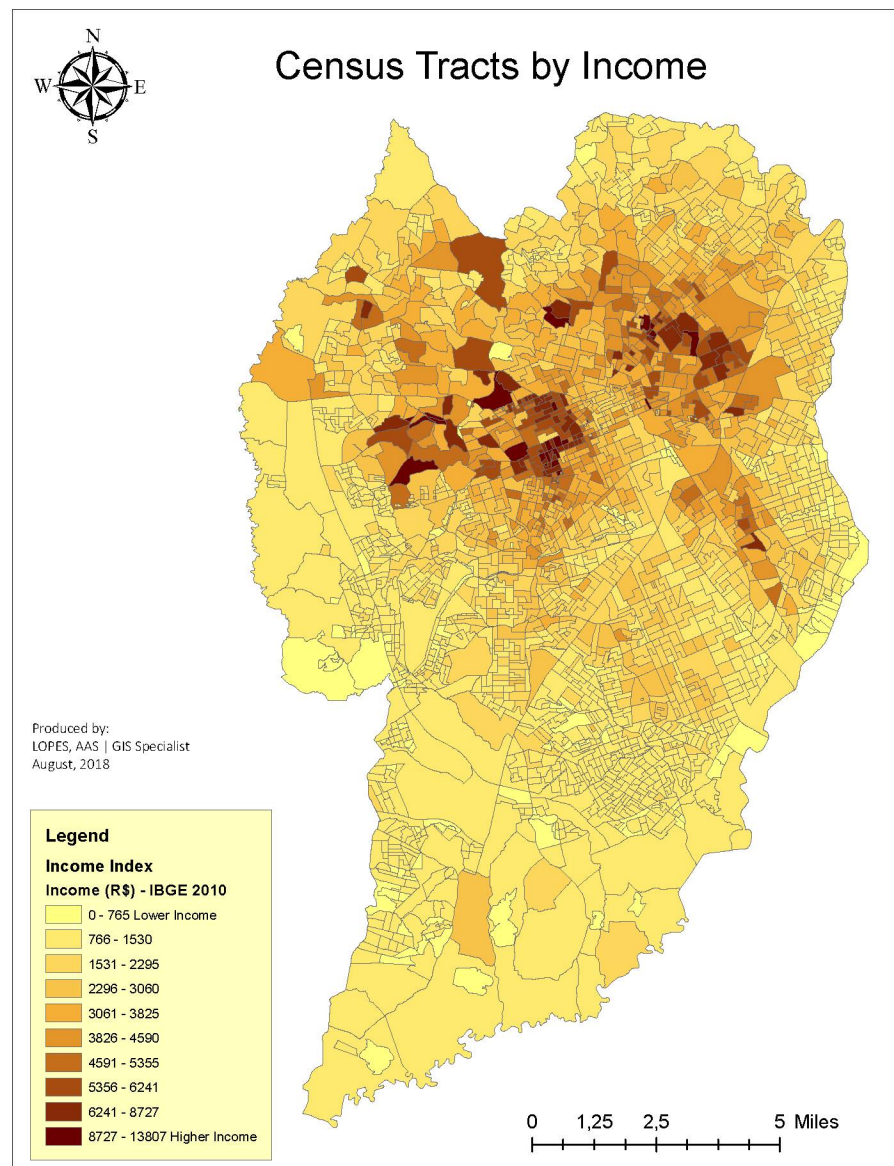 N
Census Tracts by Income
W E
S
Produced by:
LOPES, AAS | GIS Specialist
August, 2018
Legend
Income Index
Income (R$) - IBGE 2010
0 - 765 Lower Income
766 - 1530
1531 - 2295
2296 - 3060
3061 - 3825
3826 - 4590
4591 - 5355
5356 - 6241
6241 - 8727
8727 - 13807 Higher Income
0 1,25 2,5 5 Miles